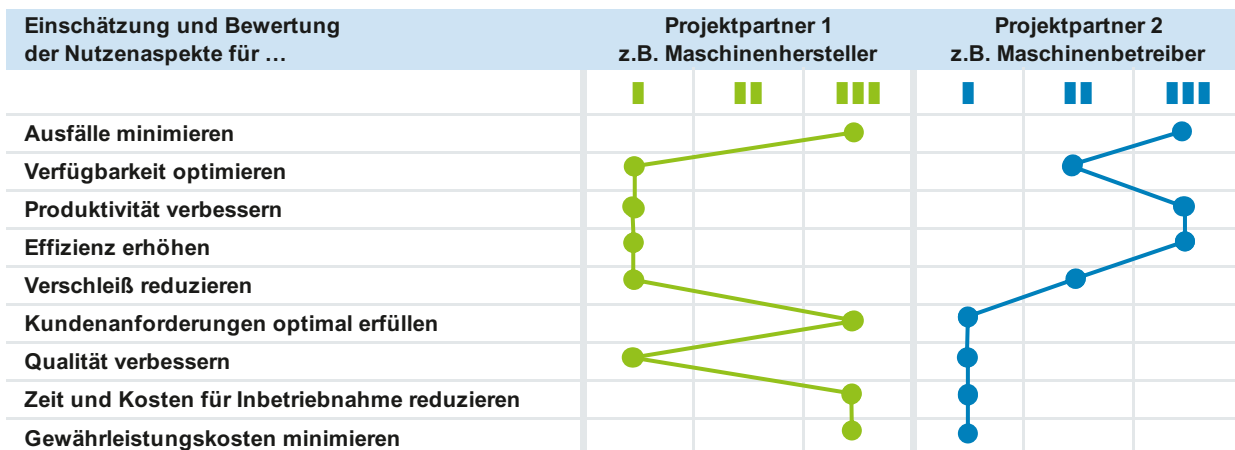 Einschätzung und Bewertung
der Nutzenaspekte für …
Projektpartner 1
z.B. Maschinenhersteller
Projektpartner 2
z.B. Maschinenbetreiber
Ausfälle minimieren
Verfügbarkeit optimieren
Produktivität verbessern
Effizienz erhöhen
Verschleiß reduzieren
Kundenanforderungen optimal erfüllen
Qualität verbessern
Zeit und Kosten für Inbetriebnahme reduzieren
Gewährleistungskosten minimieren